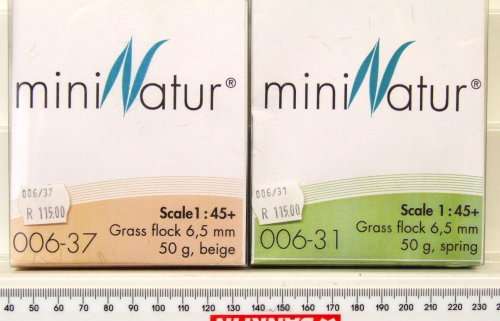 miniNatur®
006/37
R 115.00
Scale 1 : 45+
Grass flock 6,5 mm
006-37
50 g, beige
miniNatur®
006/31
R 115.00
Scale 1 : 45+
Grass flock 6,5 mm
006-31
50 g, spring
40 50 60 70 80 90 100 110 120 130 140 150 160 170 180 190 200 210 220 230 240